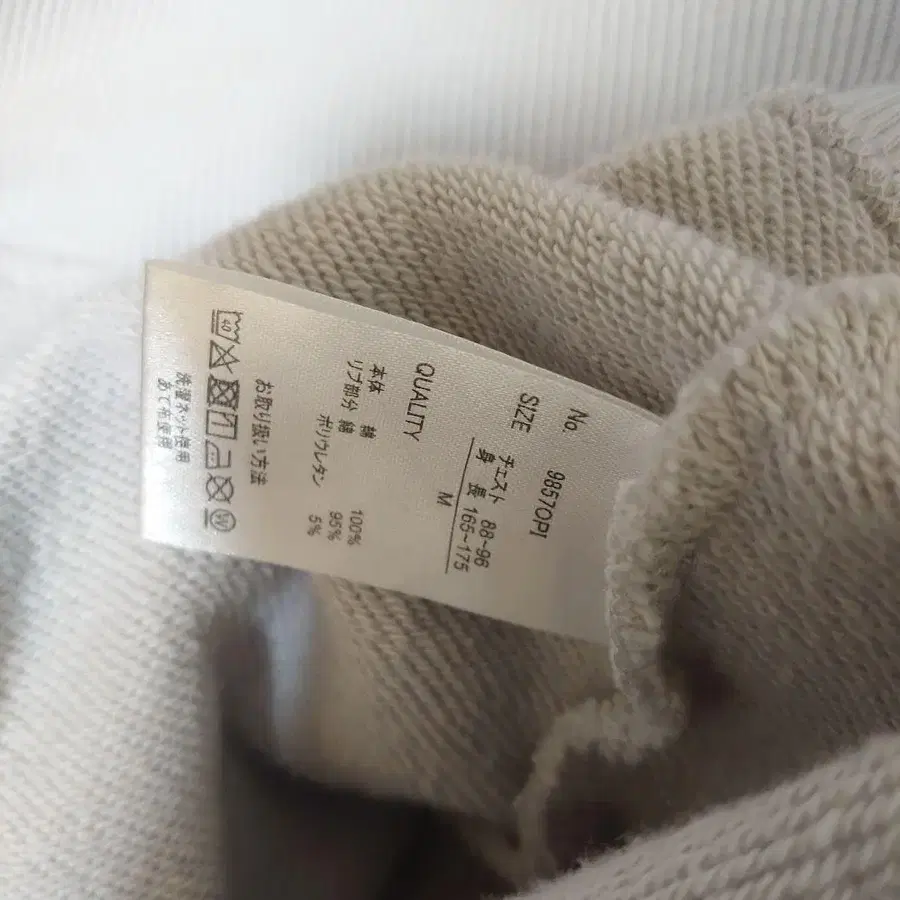 No. 9857OPI
SIZE チェスト 88~96
身 長 165~175
M
QUALITY
本体 綿 100%
リブ部分 綿 95%
ポリウレタン 5%
お取り扱い方法
40 W
洗濯ネット使用
あて布使用